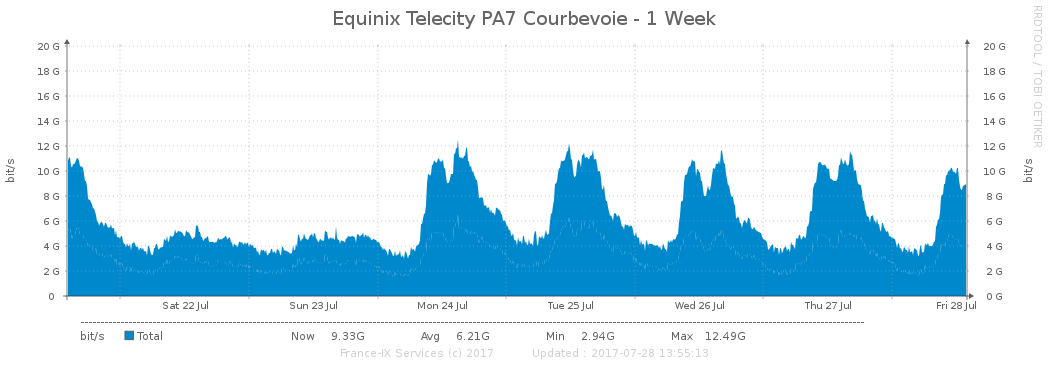 Equinix Telecity PA7 Courbevoie - 1 Week
RRDTOOL / TOBI OETIKER
bit/s
20 G 20 G
18 G 18 G
16 G 16 G
14 G 14 G
12 G 12 G
10 G 10 G
8 G 8 G
6 G 6 G
4 G 4 G
2 G 2 G
0 0 G
bit/s
Sat 22 Jul Sun 23 Jul Mon 24 Jul Tue 25 Jul Wed 26 Jul Thu 27 Jul Fri 28 Jul
bit/s Total Now 9.33G Avg 6.21G Min 2.94G Max 12.49G
France-IX Services (c) 2017 Updated : 2017-07-28 13:55:13